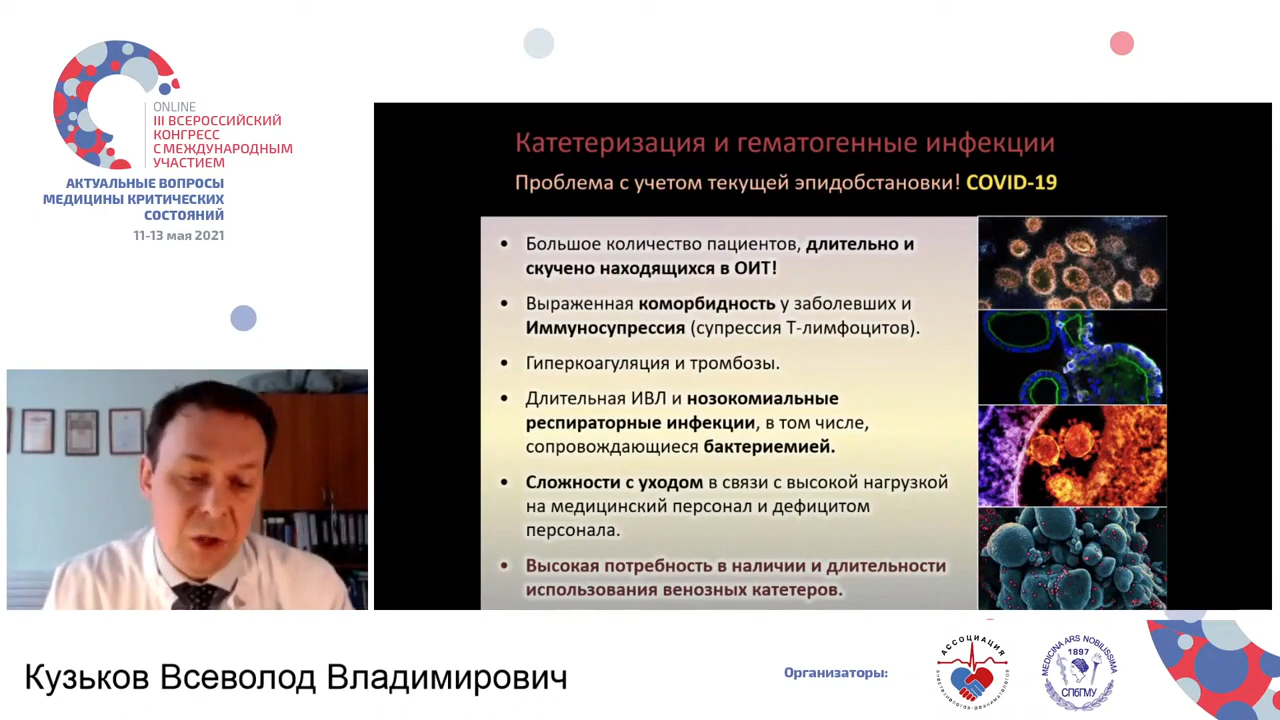 ONLINE
III ВСЕРОССИЙСКИЙ
КОНГРЕСС
С МЕЖДУНАРОДНЫМ
УЧАСТИЕМ
АКТУАЛЬНЫЕ ВОПРОСЫ
МЕДИЦИНЫ КРИТИЧЕСКИХ
СОСТОЯНИЙ
11-13 мая 2021
Катетеризация и гематогенные инфекции
Проблема с учетом текущей эпидобстановки! COVID-19
• Большое количество пациентов, длительно и
скучено находящихся в ОИТ!
• Выраженная коморбидность у заболевших и
Иммуносупрессия (супрессия Т-лимфоцитов).
• Гиперкоагуляция и тромбозы.
• Длительная ИВЛ и нозокомиальные
респираторные инфекции, в том числе,
сопровождающиеся бактериемией.
• Сложности с уходом в связи с высокой нагрузкой
на медицинский персонал и дефицитом
персонала.
• Высокая потребность в наличии и длительности
использования венозных катетеров.
Кузьков Всеволод Владимирович
Организаторы:
АССОЦИАЦИЯ
MEDICINA ARS NOBILISSIMA
1897
СПбГМУ